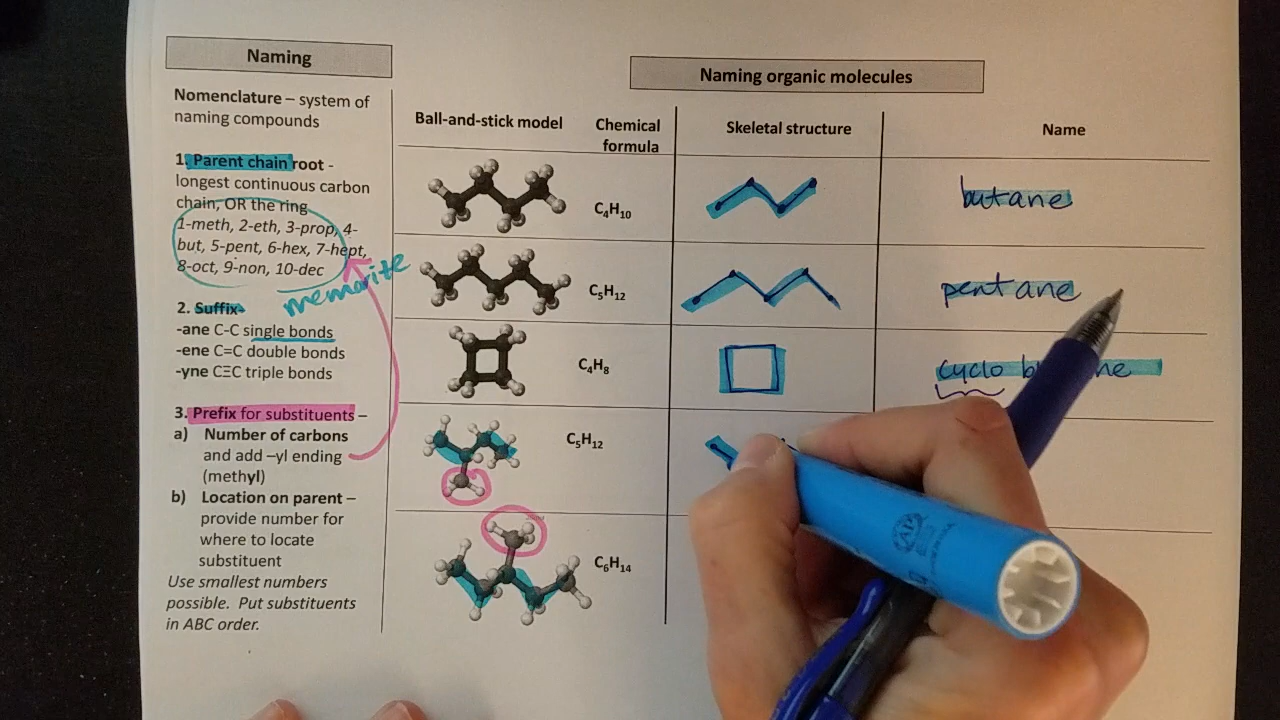 Naming
Nomenclature – system of
naming compounds
1. Parent chain root -
longest continuous carbon
chain, OR the ring
1-meth, 2-eth, 3-prop, 4-
but, 5-pent, 6-hex, 7-hept,
8-oct, 9-non, 10-dec
memorize
2. Suffix-
-ane C-C single bonds
-ene C=C double bonds
-yne CΞC triple bonds
3. Prefix for substituents –
a) Number of carbons
and add –yl ending
(methyl)
b) Location on parent –
provide number for
where to locate
substituent
Use smallest numbers
possible. Put substituents
in ABC order.
Naming organic molecules
Ball-and-stick model
Chemical
formula
Skeletal structure
Name
C₄H₁₀
butane
C₅H₁₂
pentane
C₄H₈
cyclo
C₅H₁₂
C₆H₁₄
AP